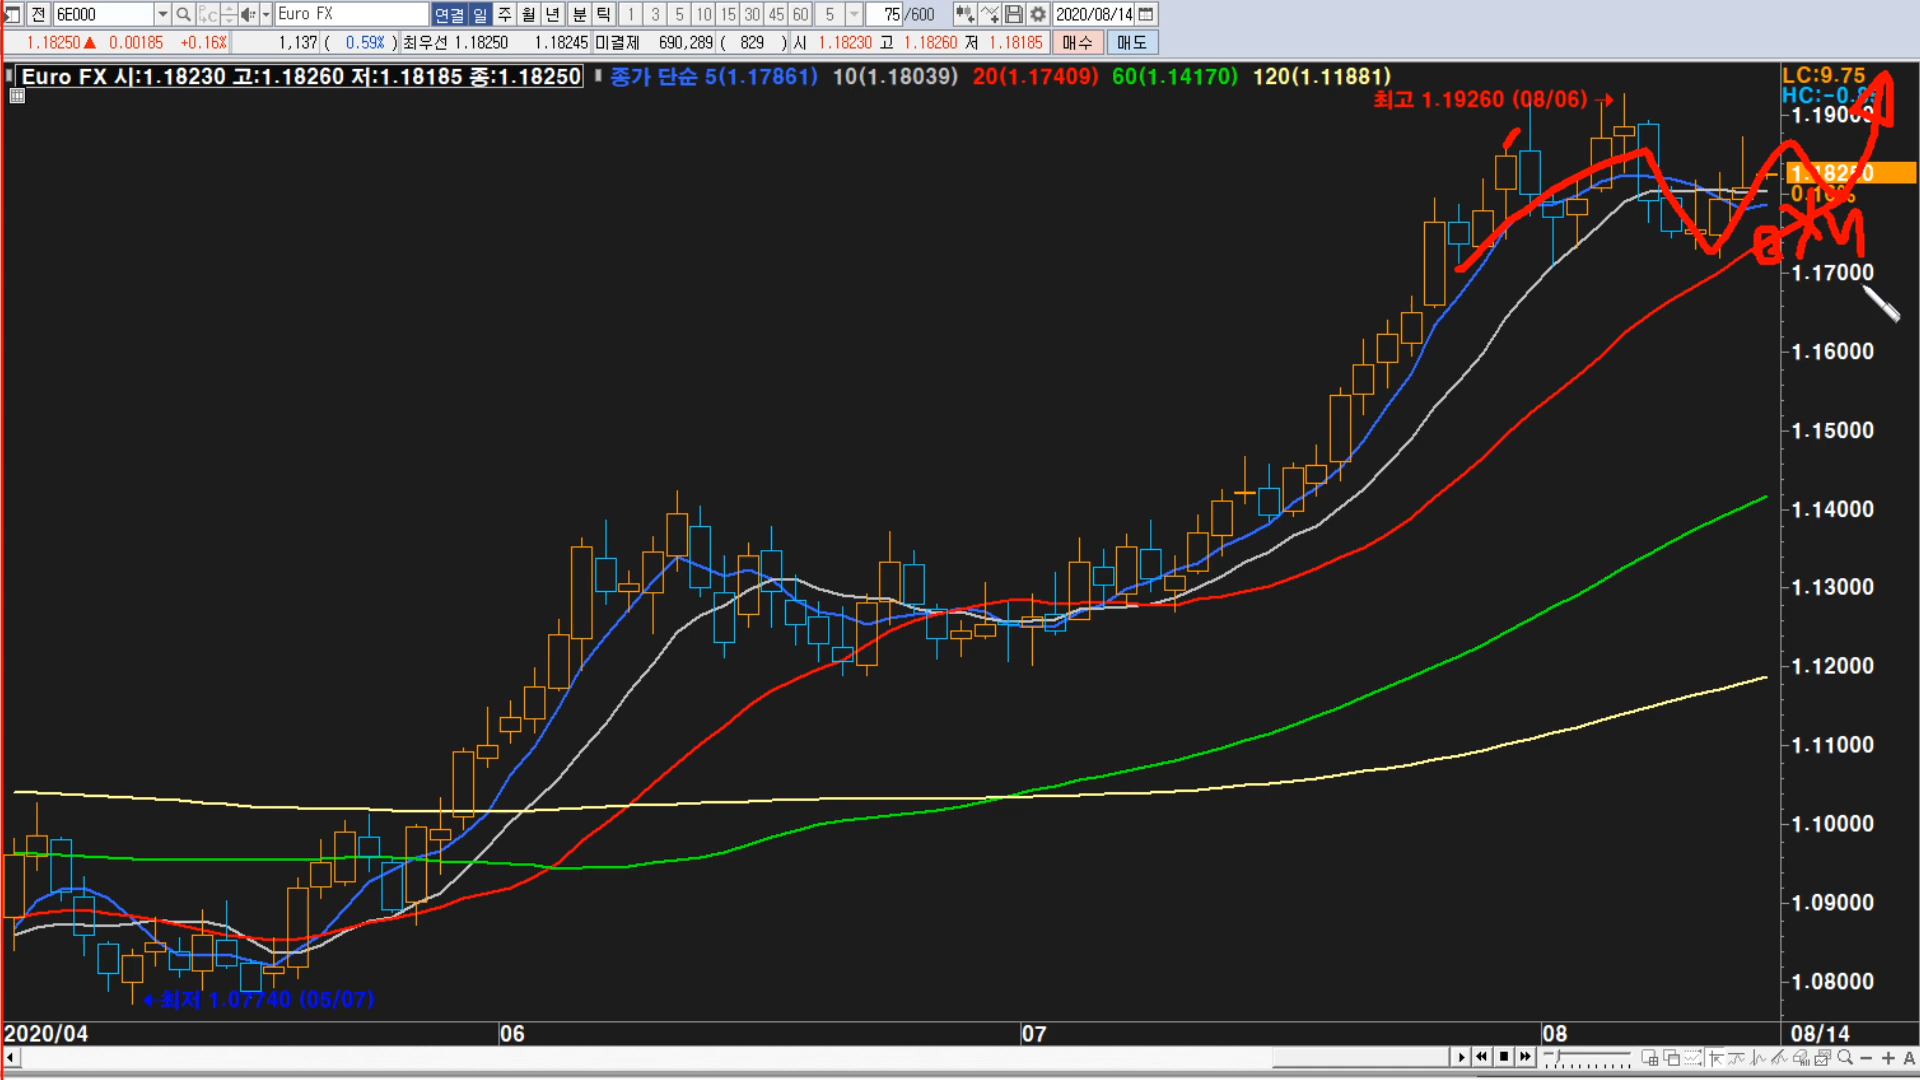 전 6E000 Euro FX 연결 일 주 월 년 분 틱 1 3 5 10 15 30 45 60 5 75 /600 2020/08/14
1.18250▲ 0.00185 +0.16% 1,137 ( 0.59% ) 최우선 1.18250 1.18245 미결제 690,289 ( 829 ) 시 1.18230 고 1.18260 저 1.18185 매수 매도
Euro FX 시:1.18230 고:1.18260 저:1.18185 종:1.18250 종가 단순 5(1.17861) 10(1.18039) 20(1.17409) 60(1.14170) 120(1.11881)
LC:9.75
최고 1.19260 (08/06)
1.19000
1.18250
1.17000
1.16000
1.15000
1.14000
1.13000
1.12000
1.11000
1.10000
1.09000
1.08000
최저 1.07740 (05/07)
2020/04 06 07 08 08/14
A